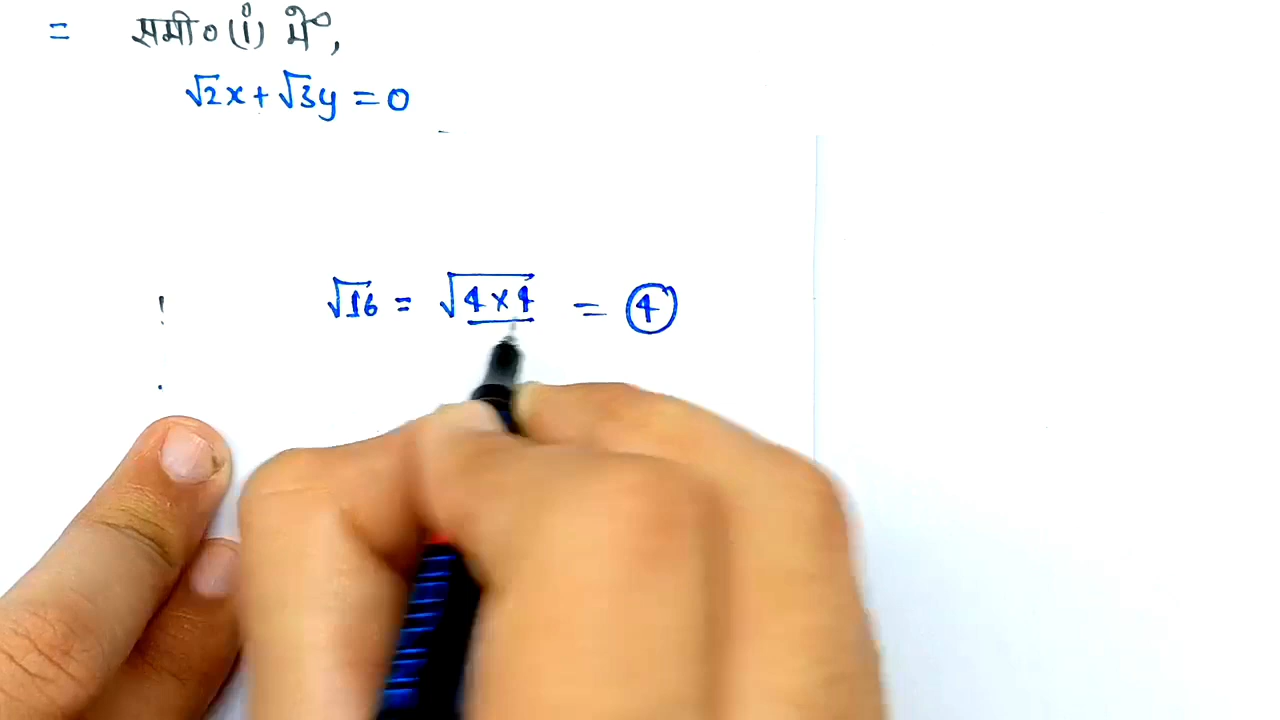 = समी० (i) में,
√2x + √3y = 0
√16 = √4×4 = 4